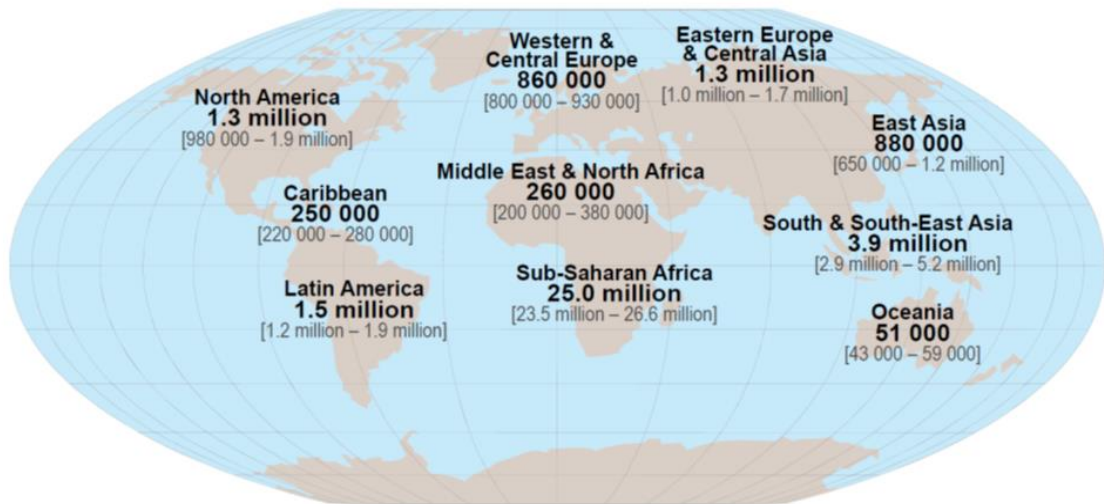 Western &
Central Europe
860 000
[800 000 – 930 000]
Eastern Europe
& Central Asia
1.3 million
[1.0 million – 1.7 million]
North America
1.3 million
[980 000 – 1.9 million]
East Asia
880 000
[650 000 – 1.2 million]
Middle East & North Africa
260 000
[200 000 – 380 000]
Caribbean
250 000
[220 000 – 280 000]
South & South-East Asia
3.9 million
[2.9 million – 5.2 million]
Sub-Saharan Africa
25.0 million
[23.5 million – 26.6 million]
Latin America
1.5 million
[1.2 million – 1.9 million]
Oceania
51 000
[43 000 – 59 000]